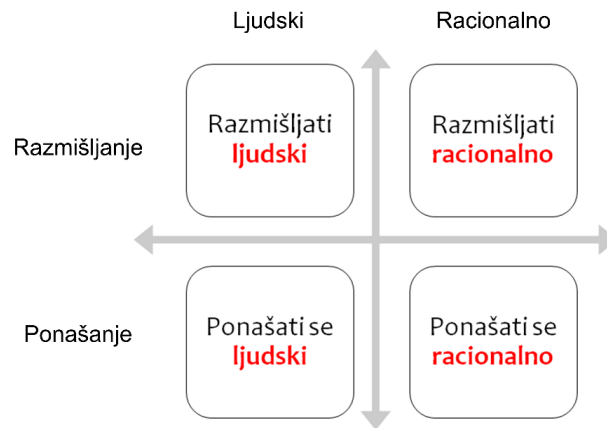 Ljudski
Racionalno
Razmišljanje
Razmišljati
ljudski
Razmišljati
racionalno
Ponašanje
Ponašati se
ljudski
Ponašati se
racionalno